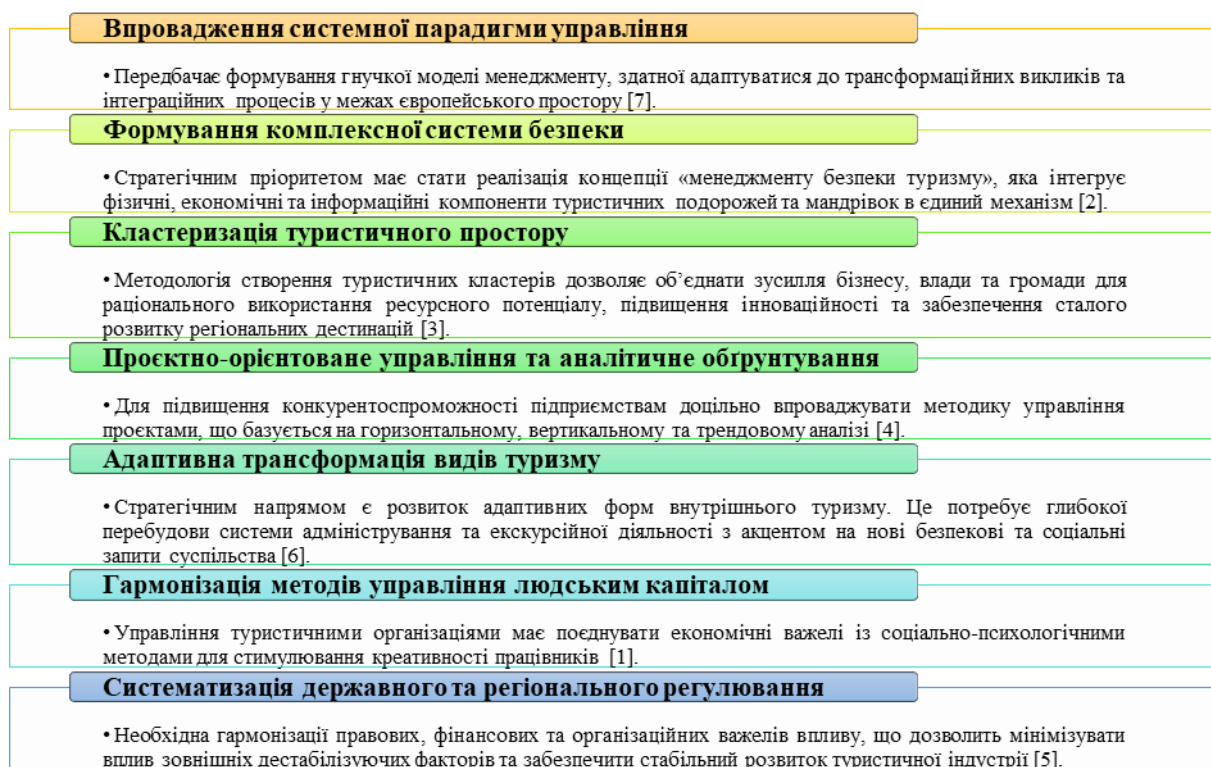 Впровадження системної парадигми управління
• Передбачає формування гнучкої моделі менеджменту, здатної адаптуватися до трансформаційних викликів та
інтеграційних процесів у межах європейського простору [7].
Формування комплексної системи безпеки
• Стратегічним пріоритетом має стати реалізація концепції «менеджменту безпеки туризму», яка інтегрує
фізичні, економічні та інформаційні компоненти туристичних подорожей та мандрівок в єдиний механізм [2].
Кластеризація туристичного простору
• Методологія створення туристичних кластерів дозволяє об’єднати зусилля бізнесу, влади та громади для
раціонального використання ресурсного потенціалу, підвищення інноваційності та забезпечення сталого
розвитку регіональних дестинацій [3].
Проєктно-орієнтоване управління та аналітичне обґрунтування
• Для підвищення конкурентоспроможності підприємствам доцільно впроваджувати методику управління
проєктами, що базується на горизонтальному, вертикальному та трендовому аналізі [4].
Адаптивна трансформація видів туризму
• Стратегічним напрямом є розвиток адаптивних форм внутрішнього туризму. Це потребує глибокої
перебудови системи адміністрування та екскурсійної діяльності з акцентом на нові безпекові та соціальні
запити суспільства [6].
Гармонізація методів управління людським капіталом
• Управління туристичними організаціями має поєднувати економічні важелі із соціально-психологічними
методами для стимулювання креативності працівників [1].
Систематизація державного та регіонального регулювання
• Необхідна гармонізації правових, фінансових та організаційних важелів впливу, що дозволить мінімізувати
вплив зовнішніх дестабілізуючих факторів та забезпечити стабільний розвиток туристичної індустрії [5].